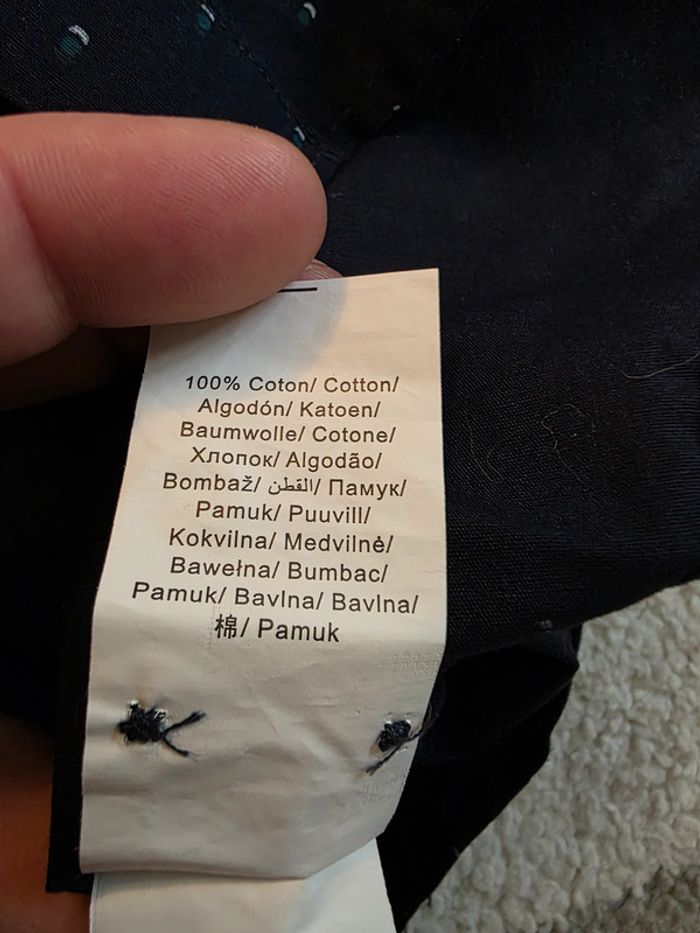 100% Coton/ Cotton/
Algodón/ Katoen/
Baumwolle/ Cotone/
Хлопок/ Algodão/
Bombaž/ القطن/ Памук/
Pamuk/ Puuvill/
Kokvilna/ Medvilnė/
Bawełna/ Bumbac/
Pamuk/ Bavlna/ Bavlna/
棉/ Pamuk